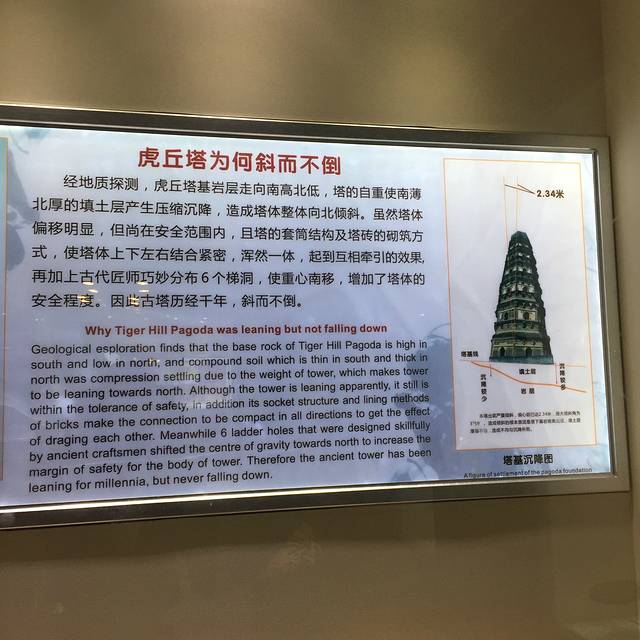 虎丘塔为何斜而不倒
经地质探测，虎丘塔基岩层走向南高北低，塔的自重使南薄
北厚的填土层产生压缩沉降，造成塔体整体向北倾斜。虽然塔体
偏移明显，但尚在安全范围内，且塔的套筒结构及塔砖的砌筑方
式，使塔体上下左右结合紧密，浑然一体，起到互相牵引的效果，
再加上古代匠师巧妙分布6个梯洞，使重心南移，增加了塔体的
安全程度。因此古塔历经千年，斜而不倒。
Why Tiger Hill Pagoda was leaning but not falling down
Geological esploration finds that the base rock of Tiger Hill Pagoda is high in
south and low in north, and compound soil which is thin in south and thick in
north was compression settling due to the weight of tower, which makes tower
to be leaning towards north. Although the tower is leaning apparently, it still is
within the tolerance of safety, in addition its socket structure and lining methods
of bricks make the connection to be compact in all directions to get the effect
of draging each other. Meanwhile 6 ladder holes that were designed skillfully
by ancient craftsmen shifted the centre of gravity towards north to increase the
margin of safety for the body of tower. Therefore the ancient tower has been
leaning for millennia, but never falling down.
2.34米
塔基线
填土层
岩层
沉降较少
沉降较多
塔基沉降图
A figure of settlement of the pagoda foundation